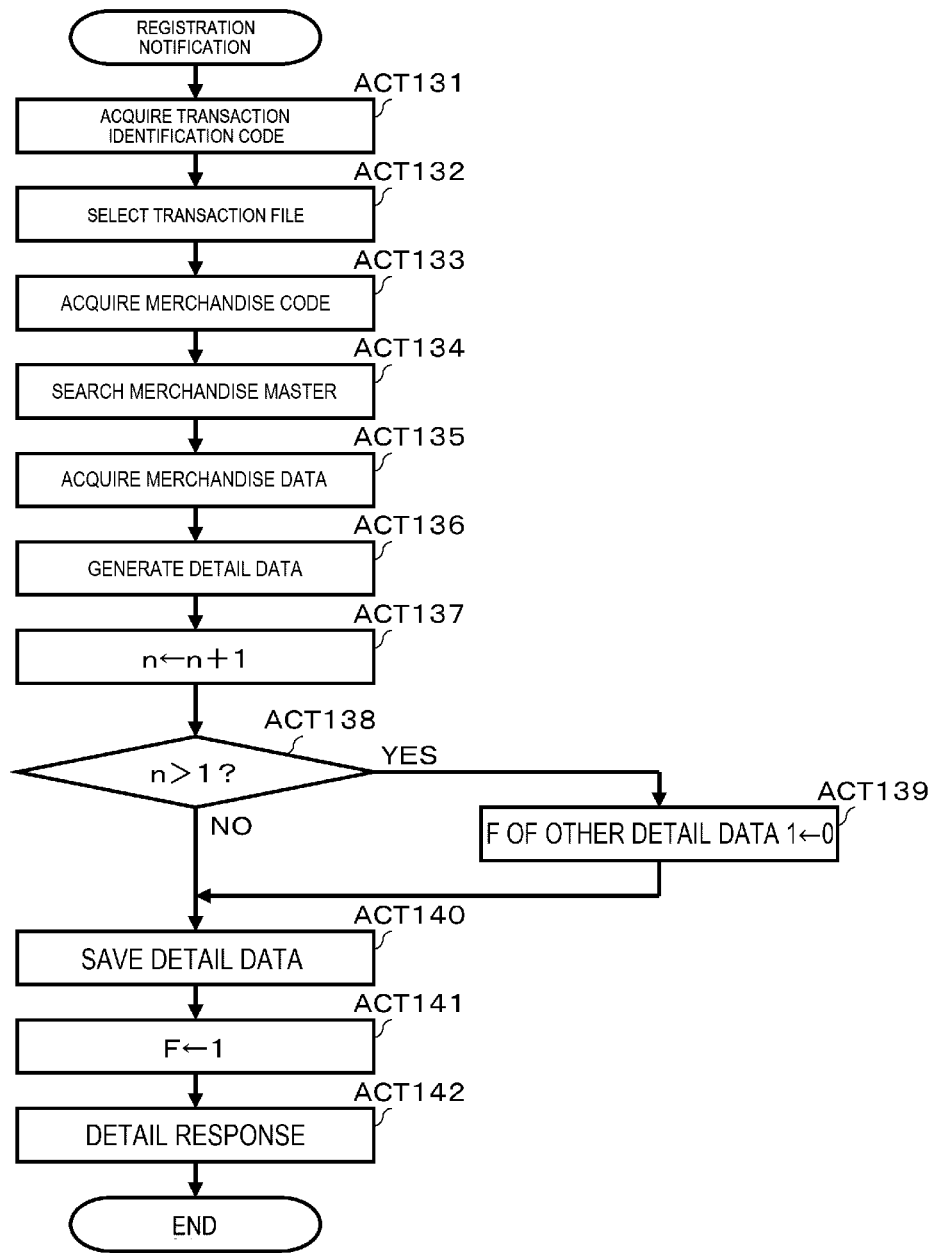 REGISTRATION
NOTIFICATION
ACT131
ACQUIRE TRANSACTION
IDENTIFICATION CODE
ACT132
SELECT TRANSACTION FILE
ACT133
ACQUIRE MERCHANDISE CODE
ACT134
SEARCH MERCHANDISE MASTER
ACT135
ACQUIRE MERCHANDISE DATA
ACT136
GENERATE DETAIL DATA
ACT137
n←n+1
ACT138
n>1?
YES
NO
ACT139
F OF OTHER DETAIL DATA 1←0
ACT140
SAVE DETAIL DATA
ACT141
F←1
ACT142
DETAIL RESPONSE
END